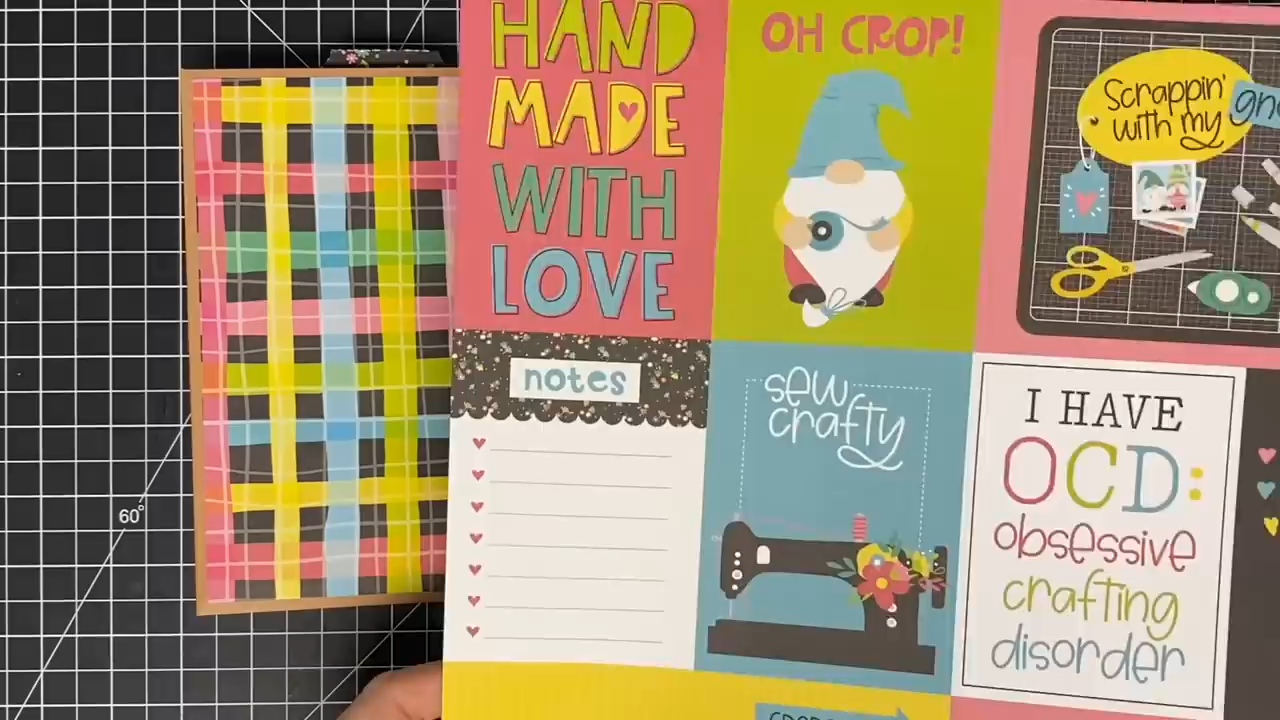 HAND
MADE
WITH
LOVE
OH CROP!
Scrappin'
with my
notes
sew
crafty
I HAVE
OCD:
obsessive
crafting
disorder
60°